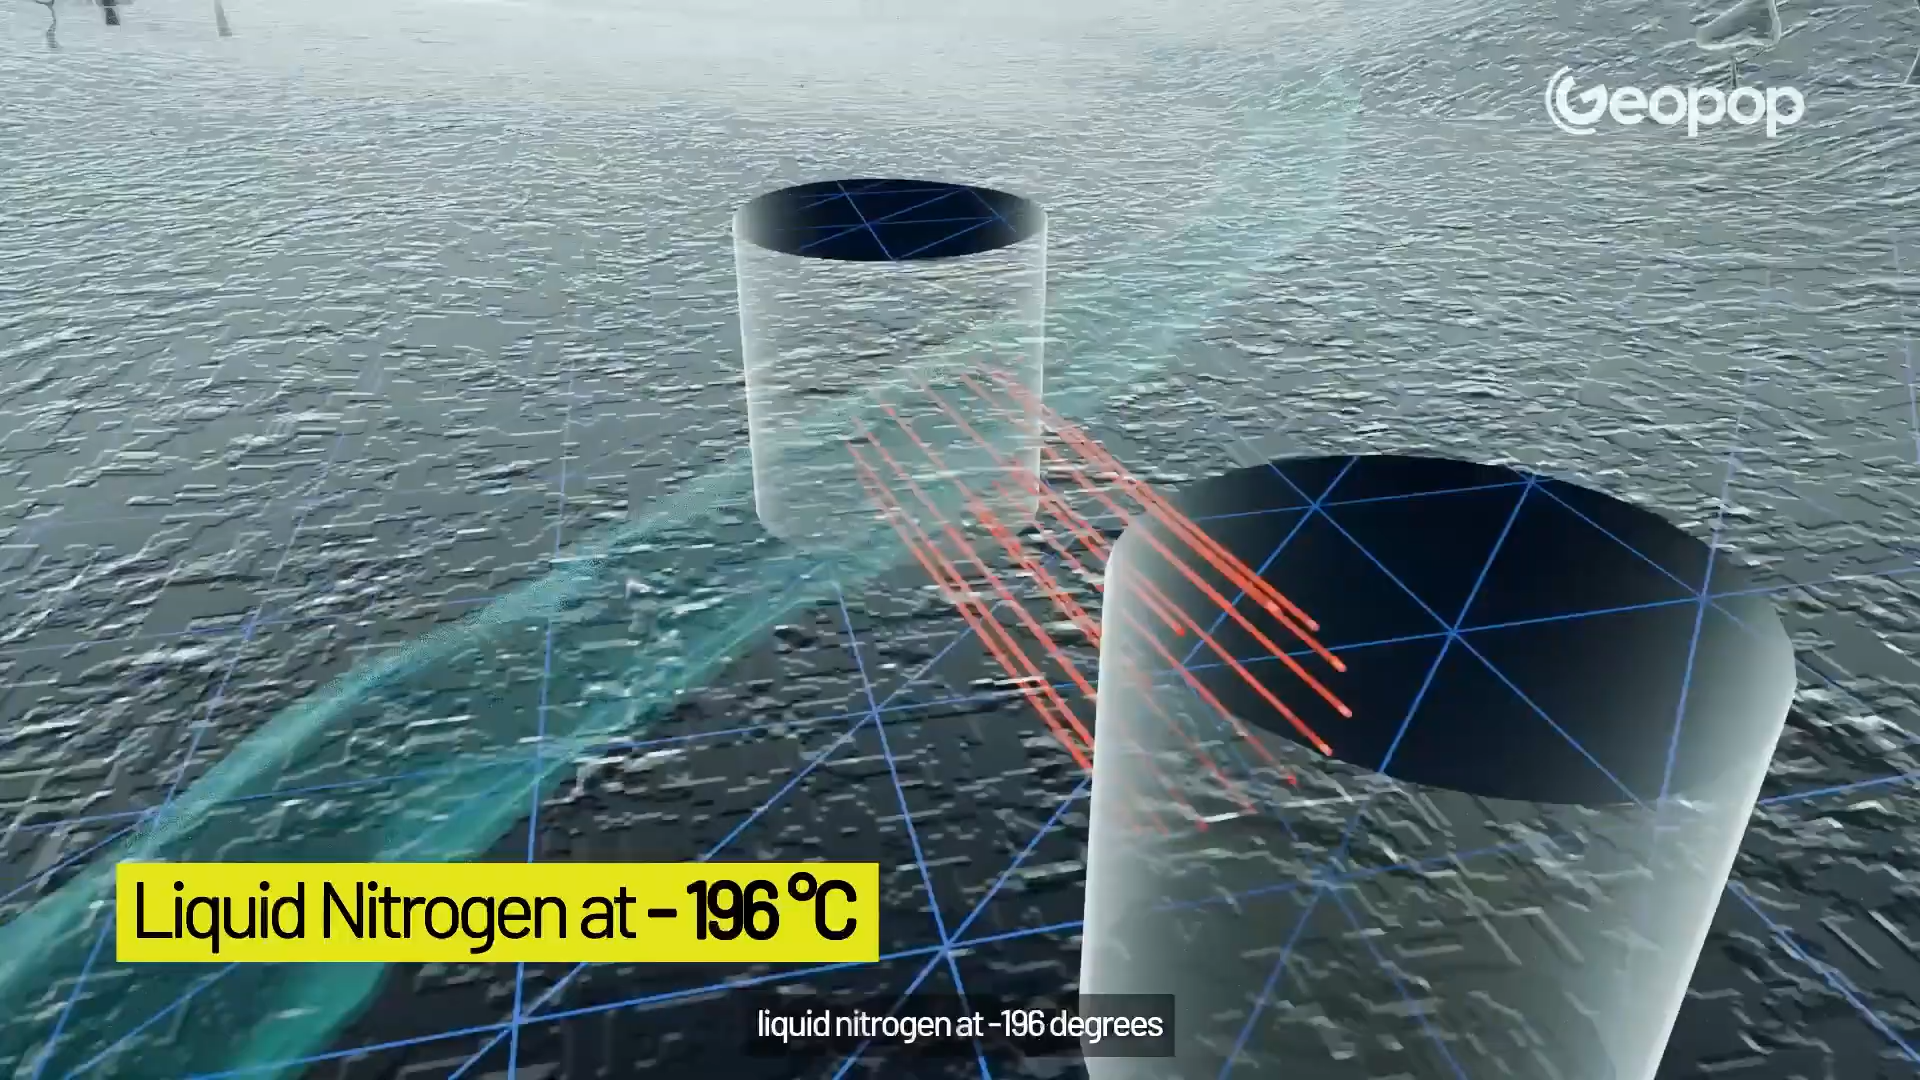 Geopop
Liquid Nitrogen at - 196 °C
liquid nitrogen at -196 degrees